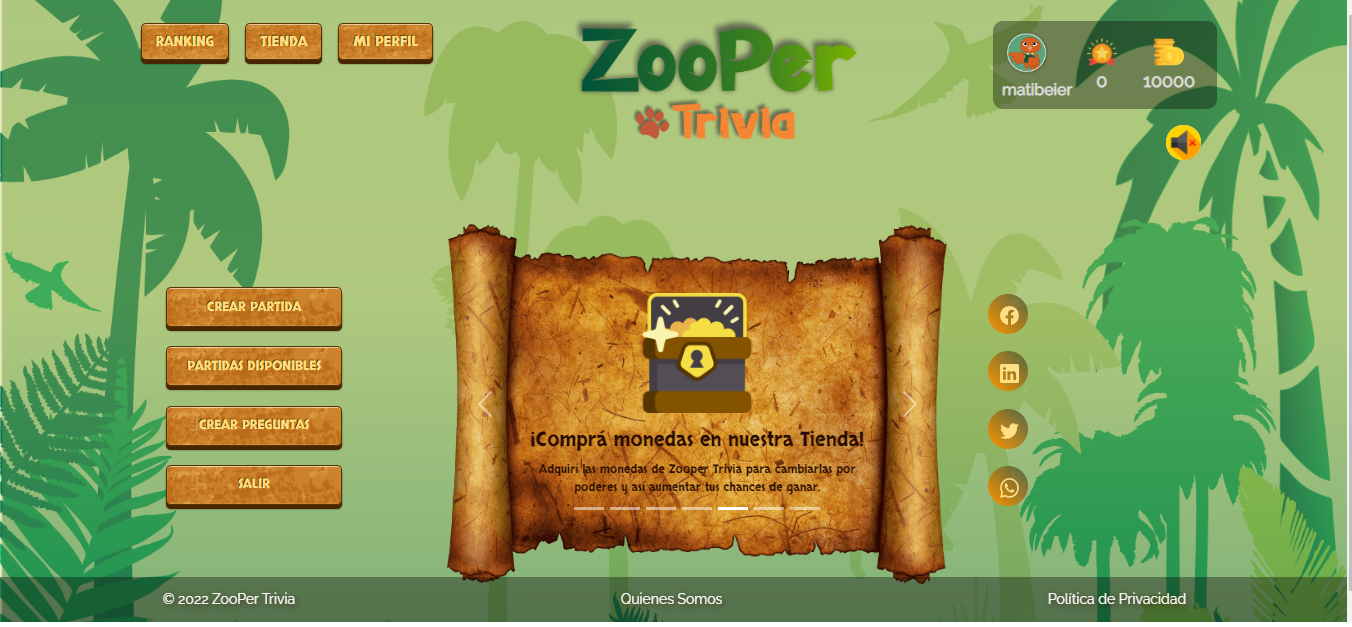 RANKING
TIENDA
MI PERFIL
ZooPer
Trivia
matibeier
0
10000
CREAR PARTIDA
PARTIDAS DISPONIBLES
CREAR PREGUNTAS
SALIR
¡Comprá monedas en nuestra Tienda!
Adquirí las monedas de Zooper Trivia para cambiarlas por
poderes y así aumentar tus chances de ganar.
© 2022 ZooPer Trivia
Quienes Somos
Política de Privacidad